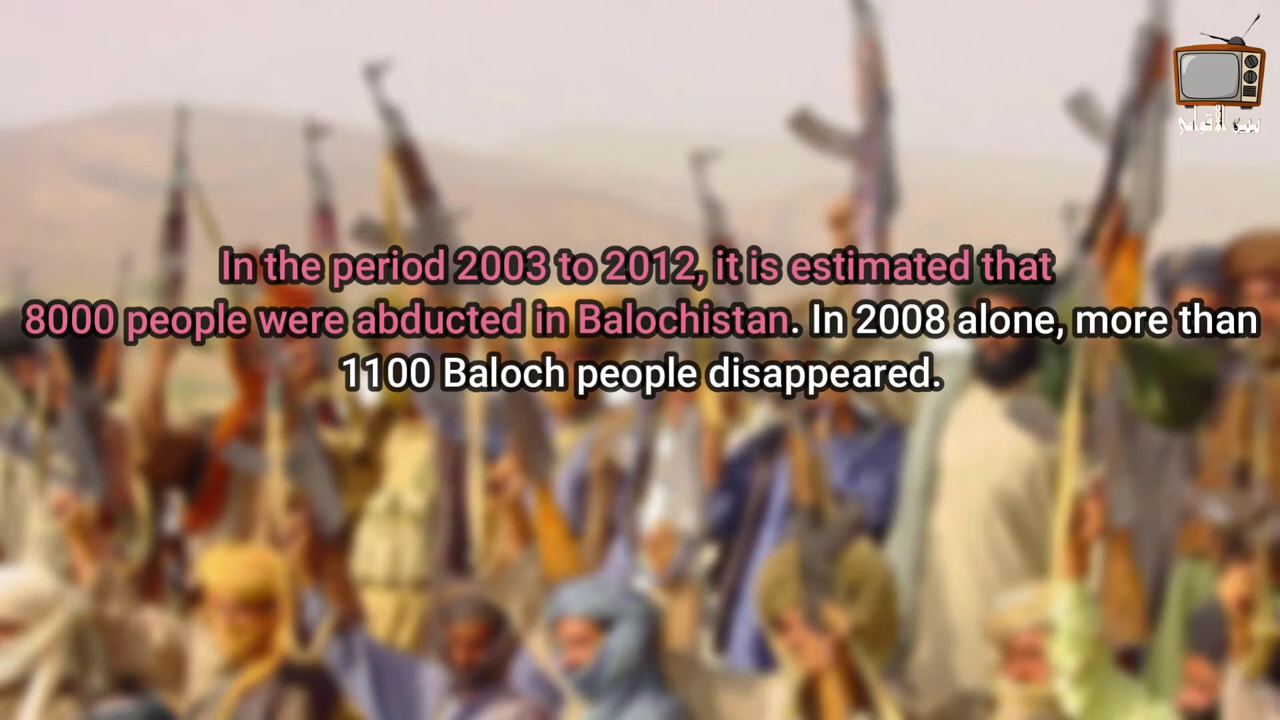 In the period 2003 to 2012, it is estimated that
8000 people were abducted in Balochistan. In 2008 alone, more than
1100 Baloch people disappeared.